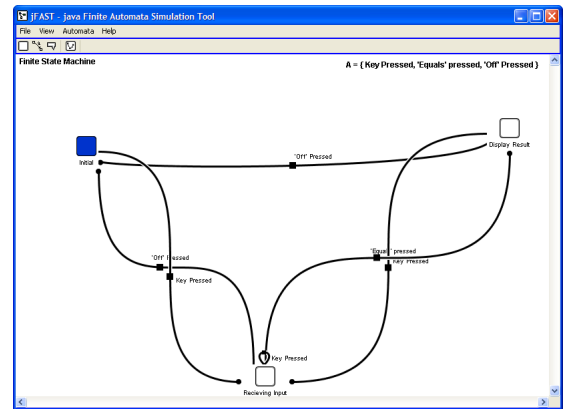 jFAST - java Finite Automata Simulation Tool
File View Automata Help
Finite State Machine
A = { Key Pressed, 'Equals' pressed, 'Off' Pressed }
Display Result
Initial
'Off' Pressed
'Equals' pressed
'Off' Pressed
Key Pressed
Key Pressed
Key Pressed
Recieving Input